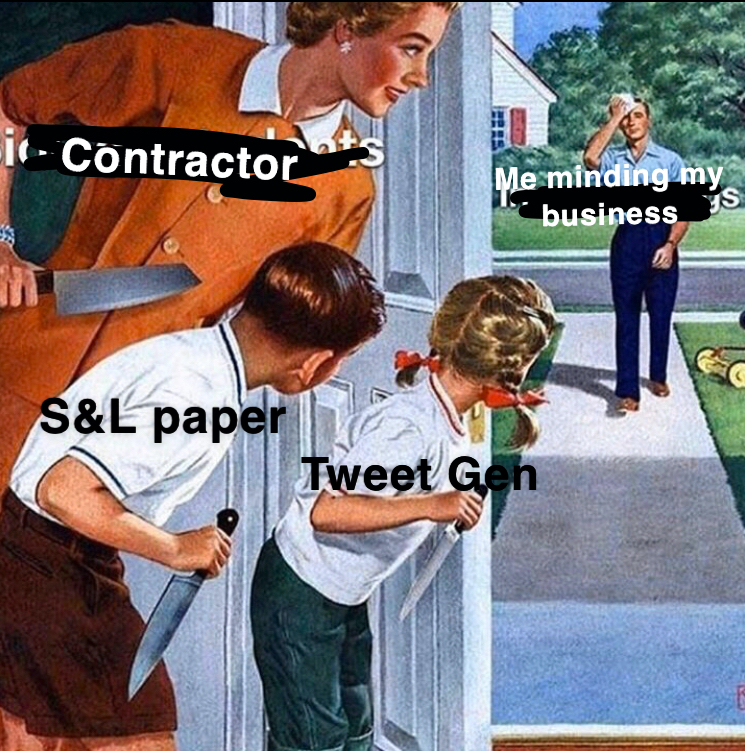 Contractor
Me minding my
business
S&L paper
Tweet Gen